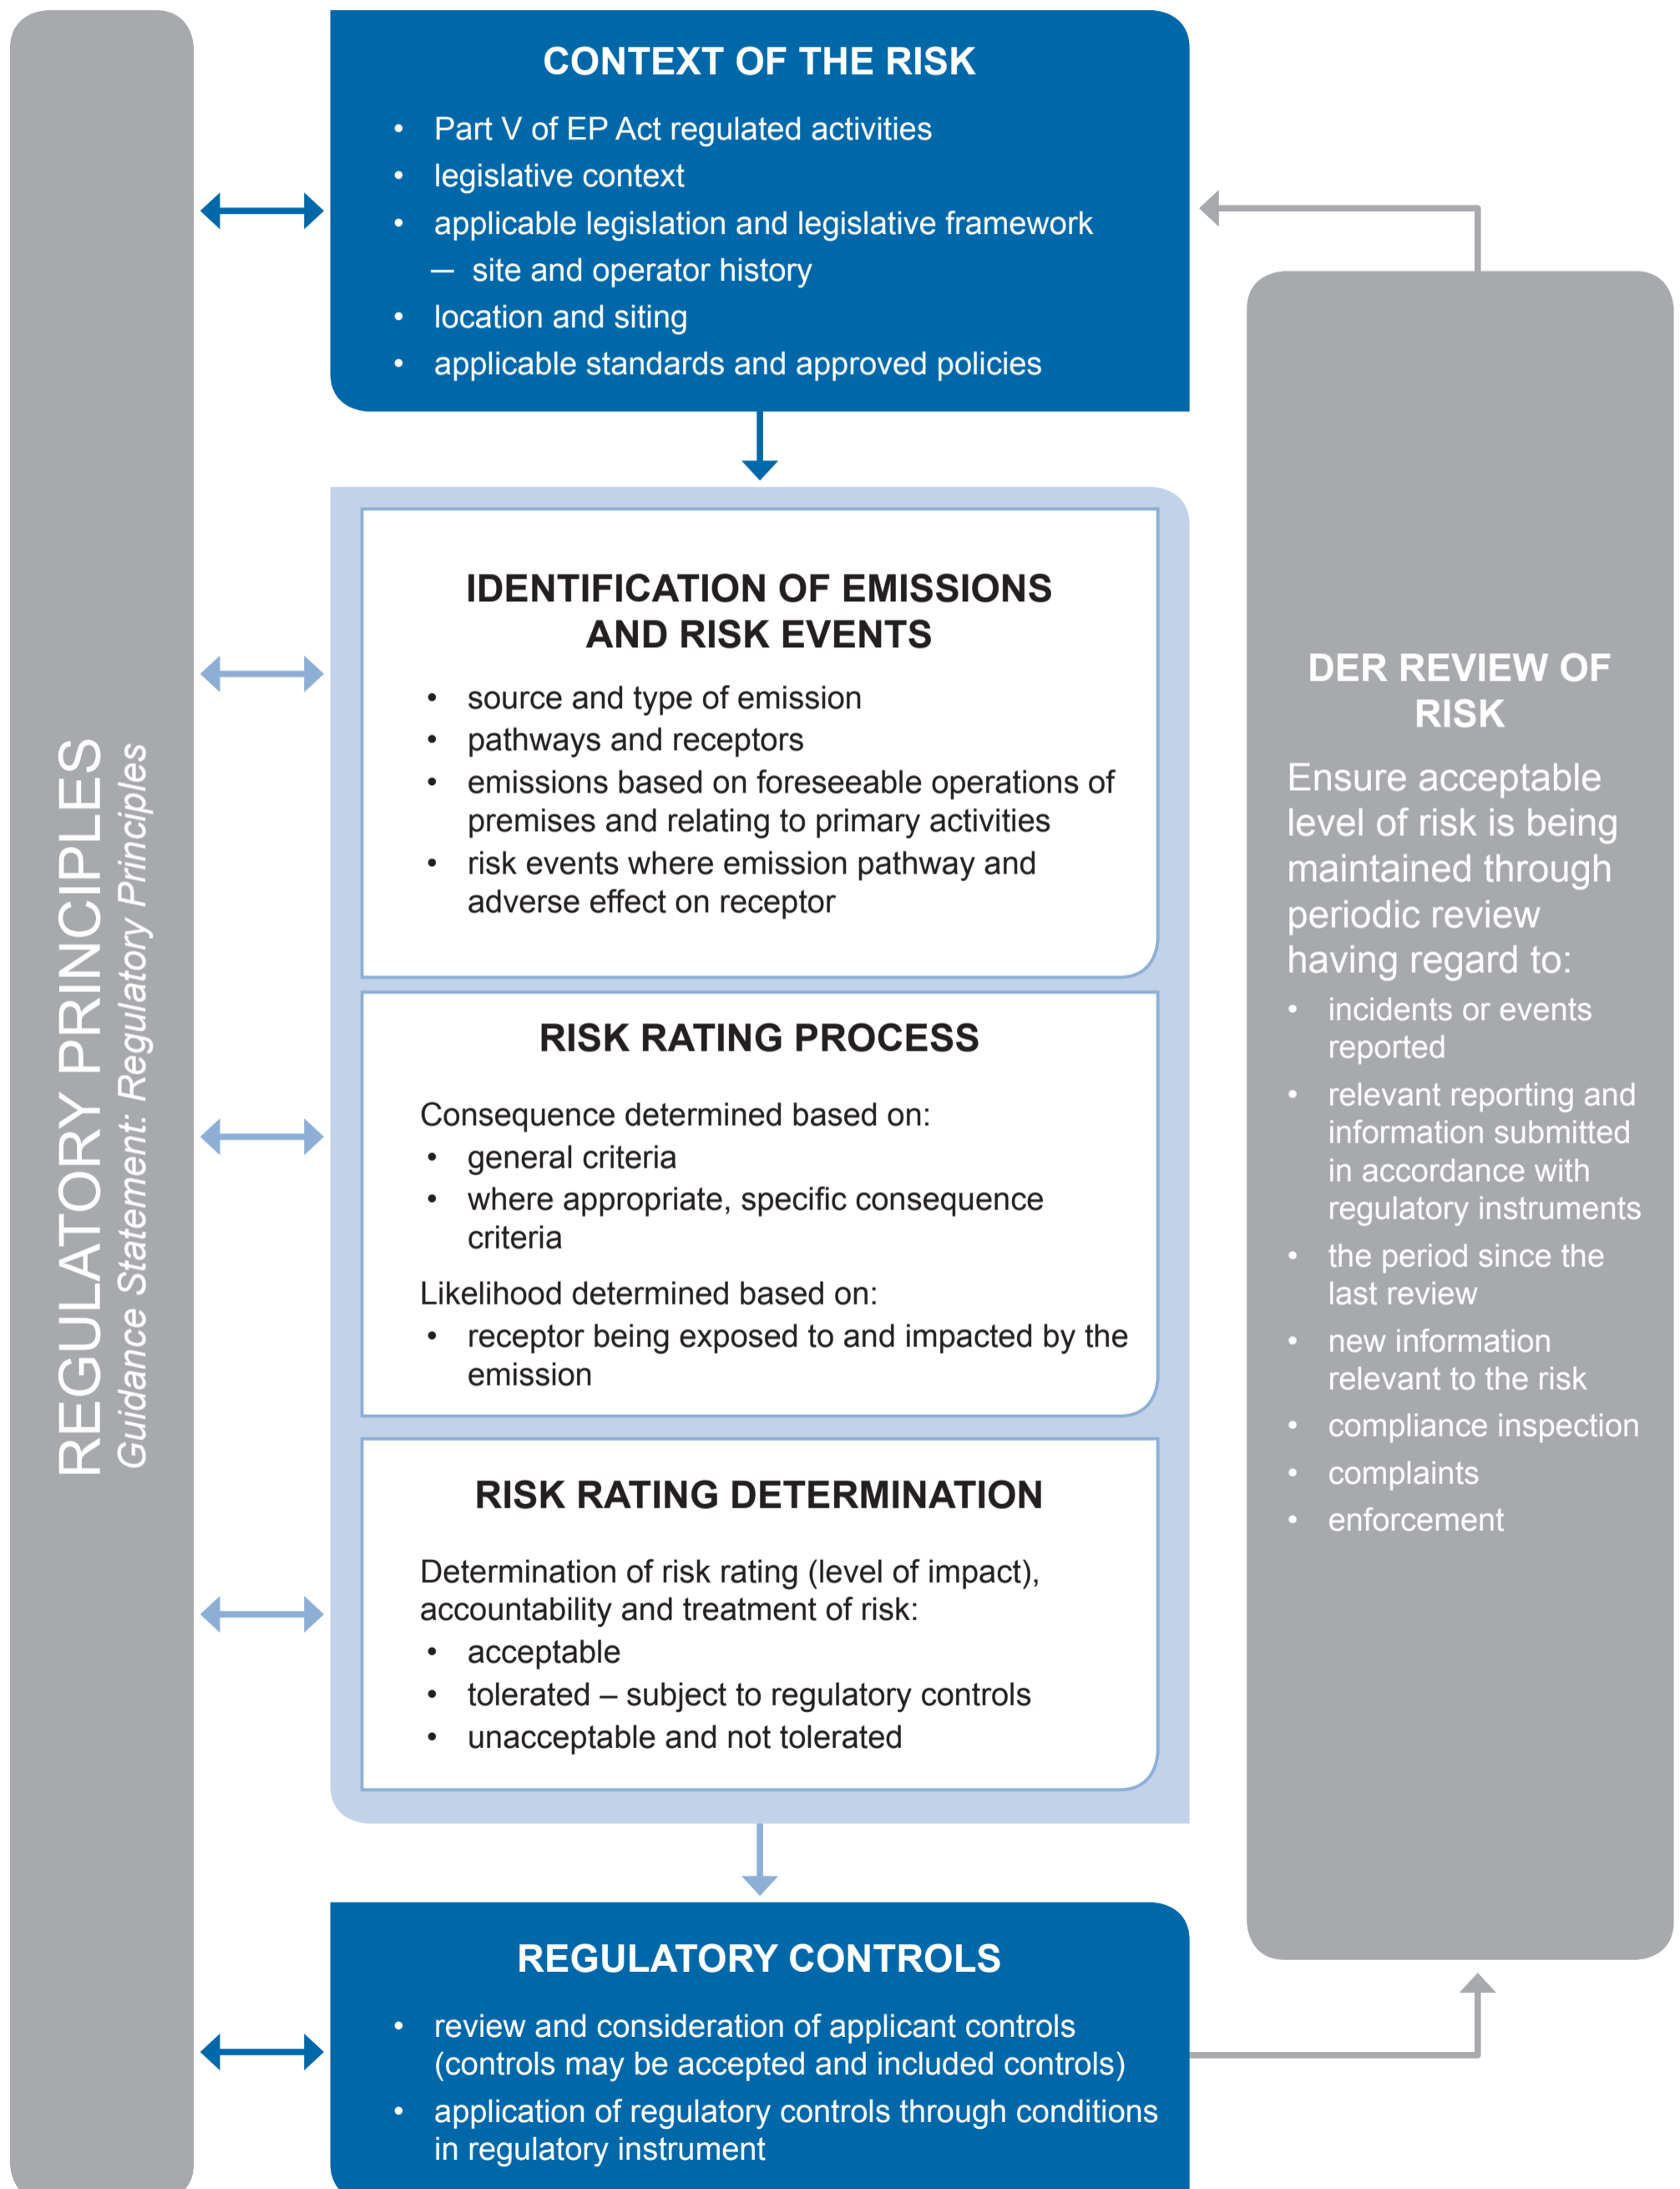 REGULATORY PRINCIPLES
Guidance Statement: Regulatory Principles
CONTEXT OF THE RISK
• Part V of EP Act regulated activities
• legislative context
• applicable legislation and legislative framework
— site and operator history
• location and siting
• applicable standards and approved policies
IDENTIFICATION OF EMISSIONS
AND RISK EVENTS
• source and type of emission
• pathways and receptors
• emissions based on foreseeable operations of
premises and relating to primary activities
• risk events where emission pathway and
adverse effect on receptor
RISK RATING PROCESS
Consequence determined based on:
• general criteria
• where appropriate, specific consequence
criteria
Likelihood determined based on:
• receptor being exposed to and impacted by the
emission
RISK RATING DETERMINATION
Determination of risk rating (level of impact),
accountability and treatment of risk:
• acceptable
• tolerated – subject to regulatory controls
• unacceptable and not tolerated
REGULATORY CONTROLS
• review and consideration of applicant controls
(controls may be accepted and included controls)
• application of regulatory controls through conditions
in regulatory instrument
DER REVIEW OF
RISK
Ensure acceptable
level of risk is being
maintained through
periodic review
having regard to:
• incidents or events
reported
• relevant reporting and
information submitted
in accordance with
regulatory instruments
• the period since the
last review
• new information
relevant to the risk
• compliance inspection
• complaints
• enforcement